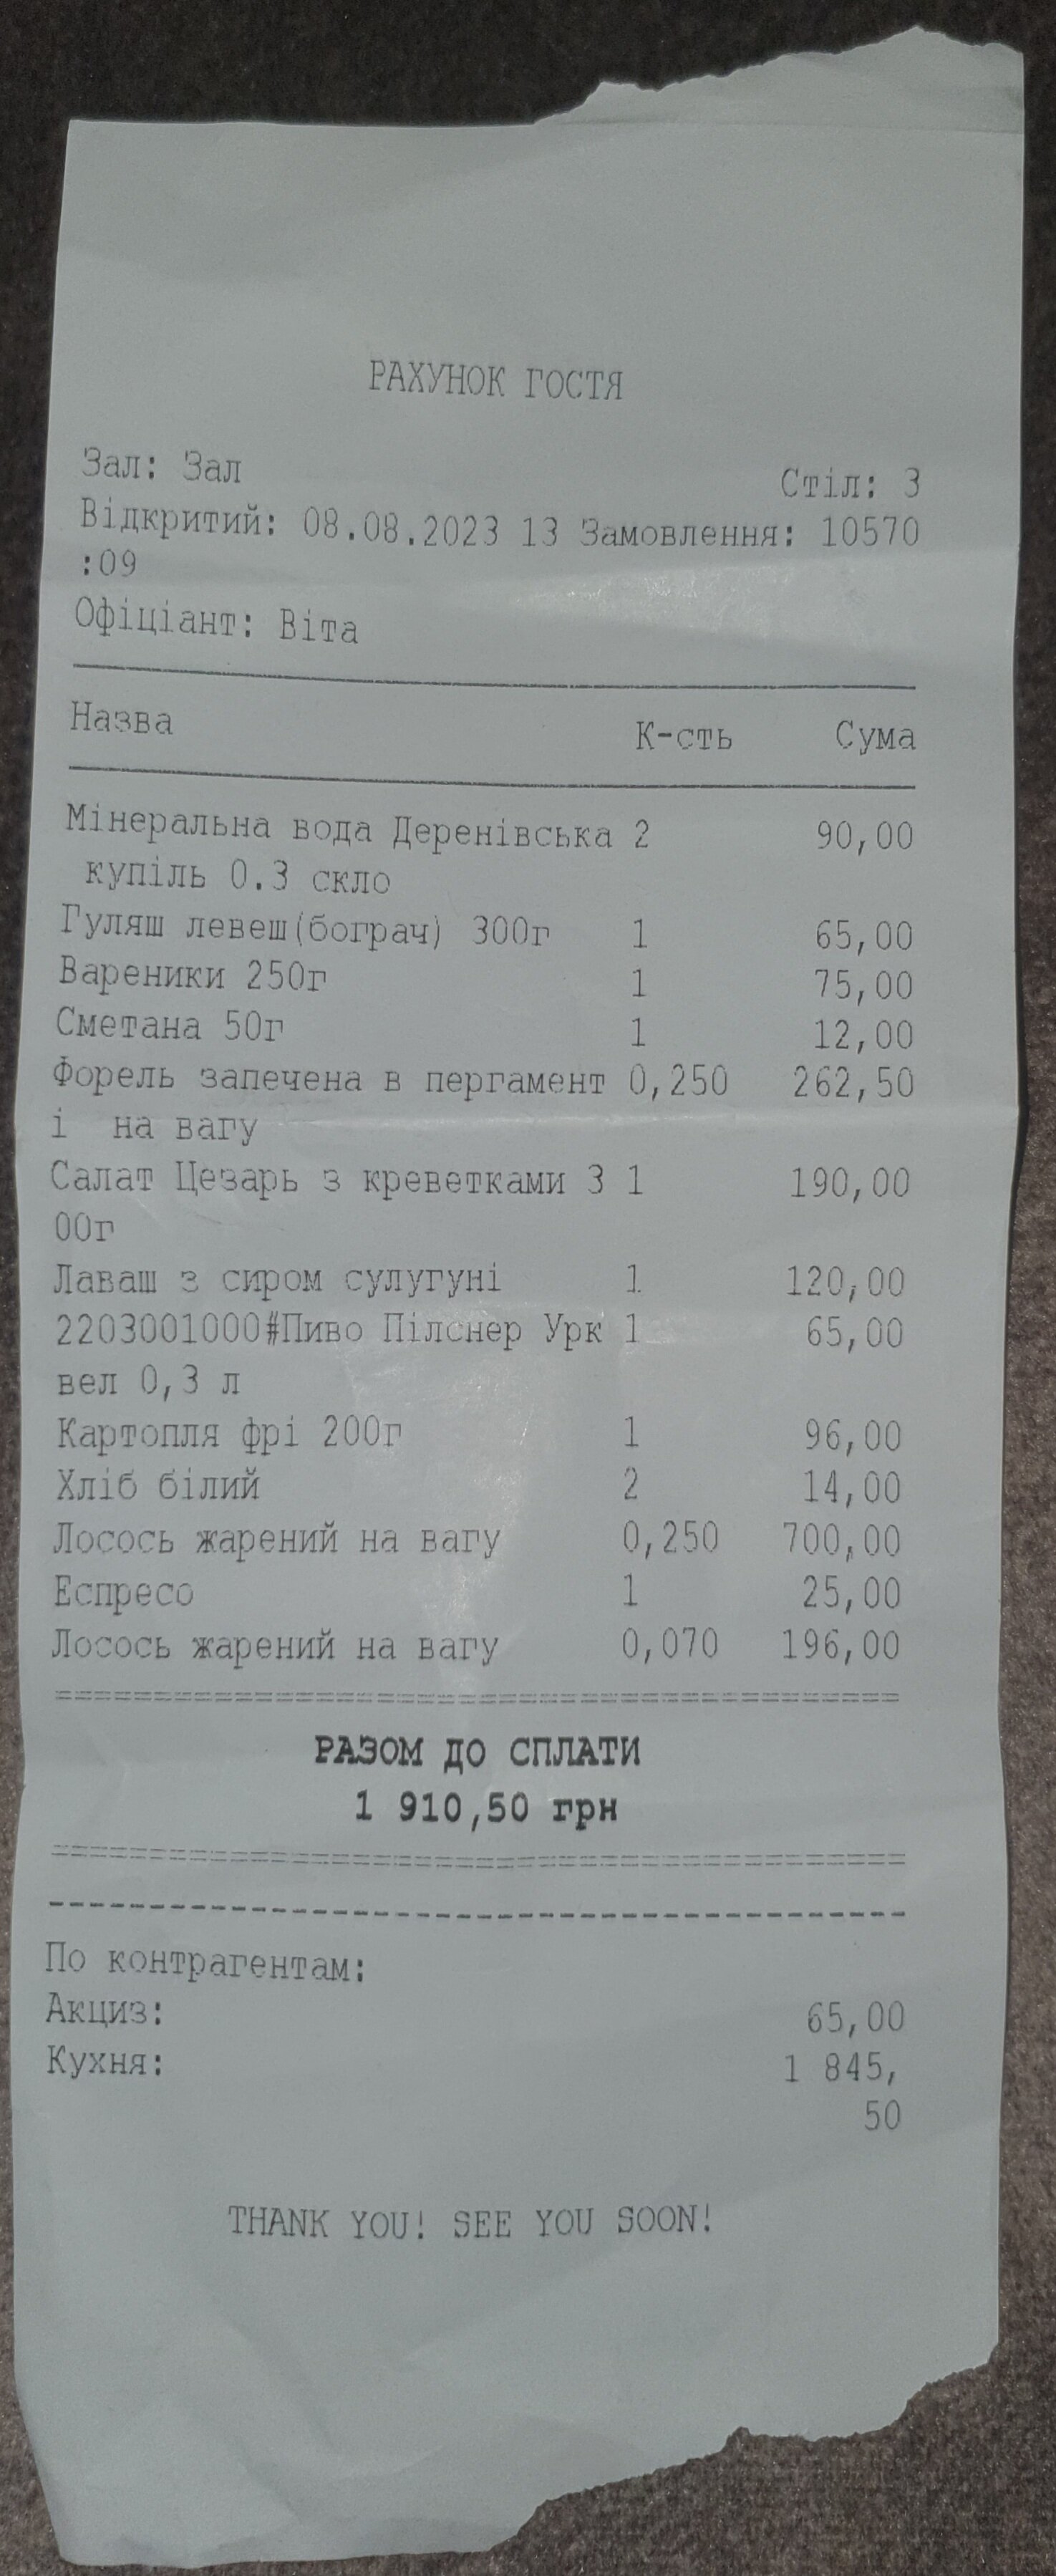 РАХУНОК ГОСТЯ
Зал: Зал Стіл: 3
Відкритий: 08.08.2023 13 Замовлення: 10570
:09
Офіціант: Віта
Назва К-сть Сума
Мінеральна вода Деренівська 2 90,00
купіль 0.3 скло
Гуляш левеш(бограч) 300г 1 65,00
Вареники 250г 1 75,00
Сметана 50г 1 12,00
Форель запечена в пергамент 0,250 262,50
і на вагу
Салат Цезарь з креветками 3 1 190,00
00г
Лаваш з сиром сулугуні 1 120,00
2203001000#Пиво Пілснер Урк 1 65,00
вел 0,3 л
Картопля фрі 200г 1 96,00
Хліб білий 2 14,00
Лосось жарений на вагу 0,250 700,00
Еспресо 1 25,00
Лосось жарений на вагу 0,070 196,00
РАЗОМ ДО СПЛАТИ
1 910,50 грн
По контрагентам:
Акциз: 65,00
Кухня: 1 845,
50
THANK YOU! SEE YOU SOON!